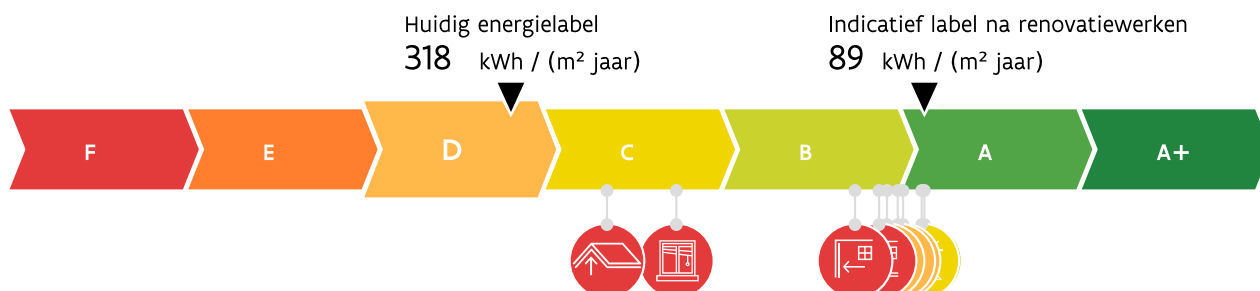 Huidig energielabel
318 kWh / (m² jaar)
Indicatief label na renovatiewerken
89 kWh / (m² jaar)
F E D C B A A+